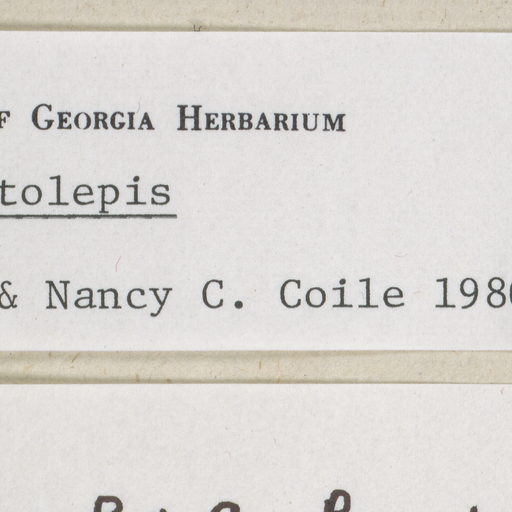 F GEORGIA HERBARIUM
tolepis
& Nancy C. Coile 198